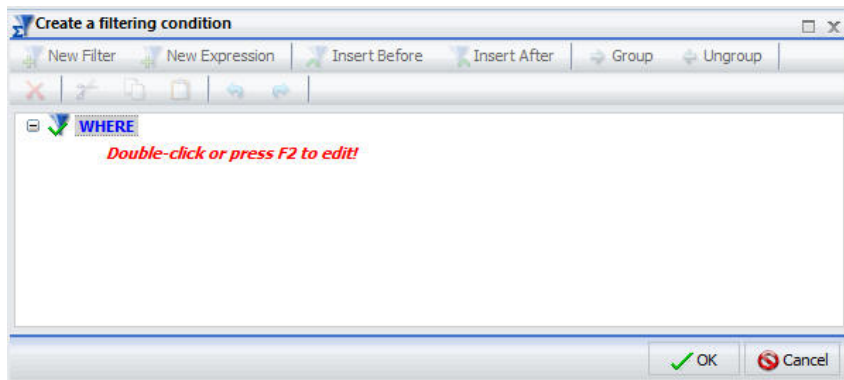 Create a filtering condition
New Filter New Expression Insert Before Insert After Group Ungroup
WHERE
Double-click or press F2 to edit!
OK Cancel